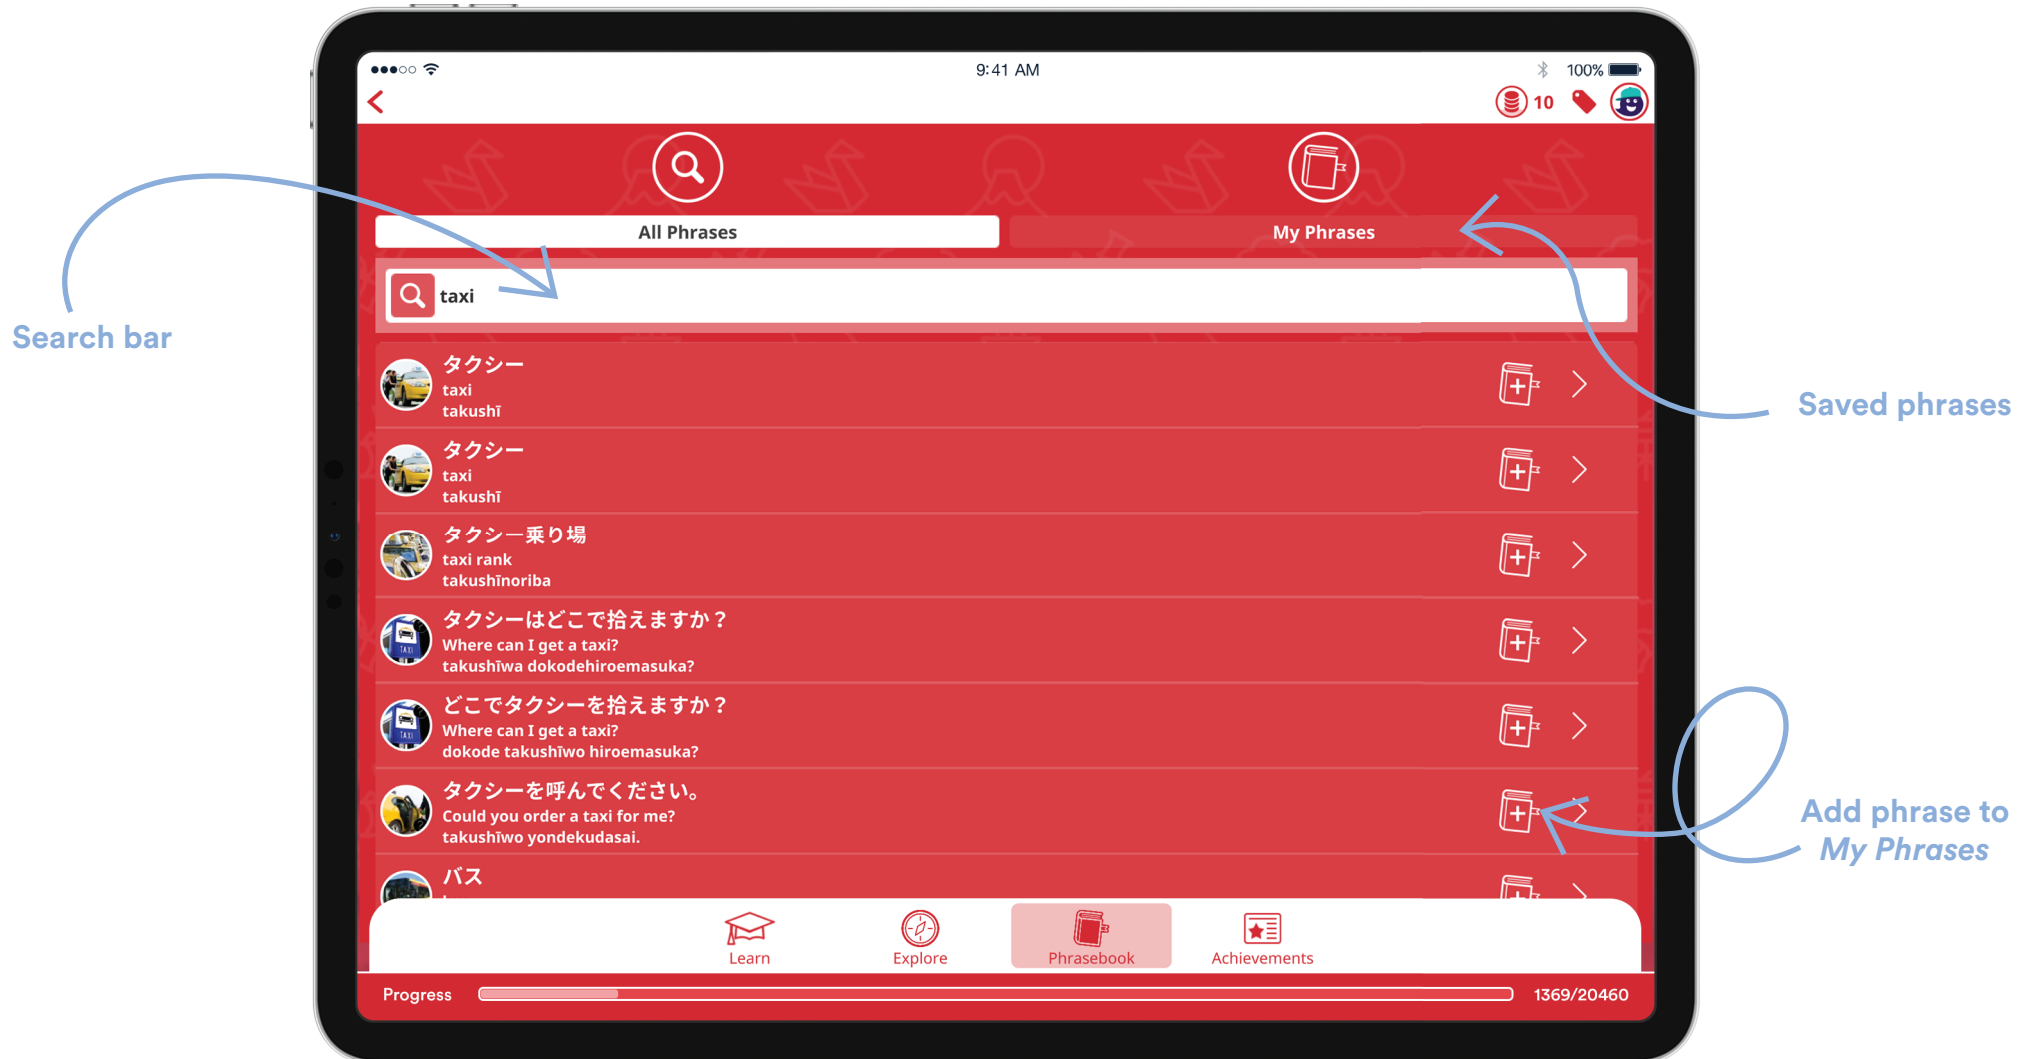 9:41 AM
100%
10
All Phrases
My Phrases
taxi
Search bar
タクシー
taxi
takushī
Saved phrases
タクシー
taxi
takushī
タクシー乗り場
taxi rank
takushīnoriba
タクシーはどこで拾えますか？
Where can I get a taxi?
takushīwa dokodehiroemasuka?
どこでタクシーを拾えますか？
Where can I get a taxi?
dokode takushīwo hiroemasuka?
タクシーを呼んでください。
Could you order a taxi for me?
takushīwo yondekudasai.
Add phrase to
My Phrases
バス
Learn
Explore
Phrasebook
Achievements
Progress
1369/20460